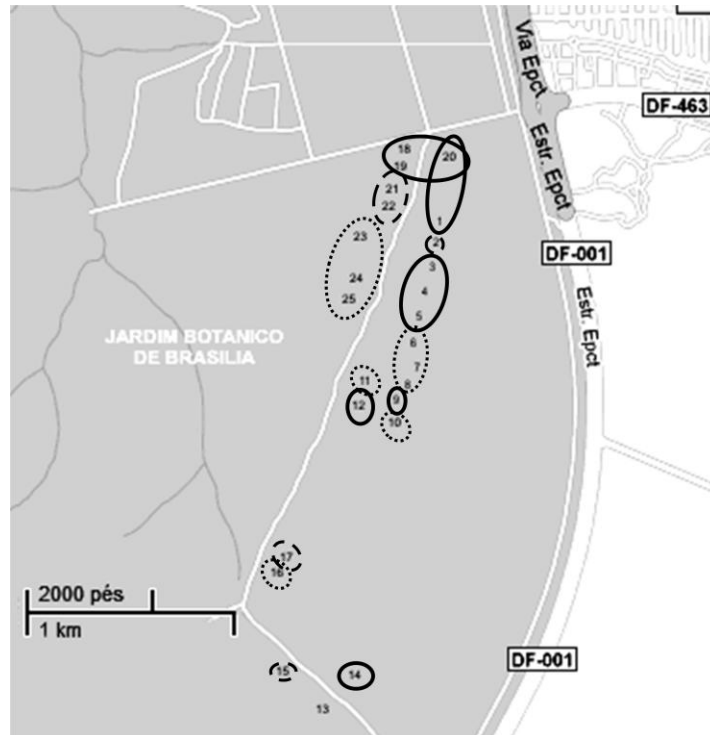 Via Epct
DF-463
Estr. Epct
18
20
19
21
22
1
23
2
DF-001
3
24
4
25
5
Estr. Epct
JARDIM BOTANICO
DE BRASILIA
6
7
11
8
12
9
10
17
16
2000 pés
1 km
DF-001
15
14
13